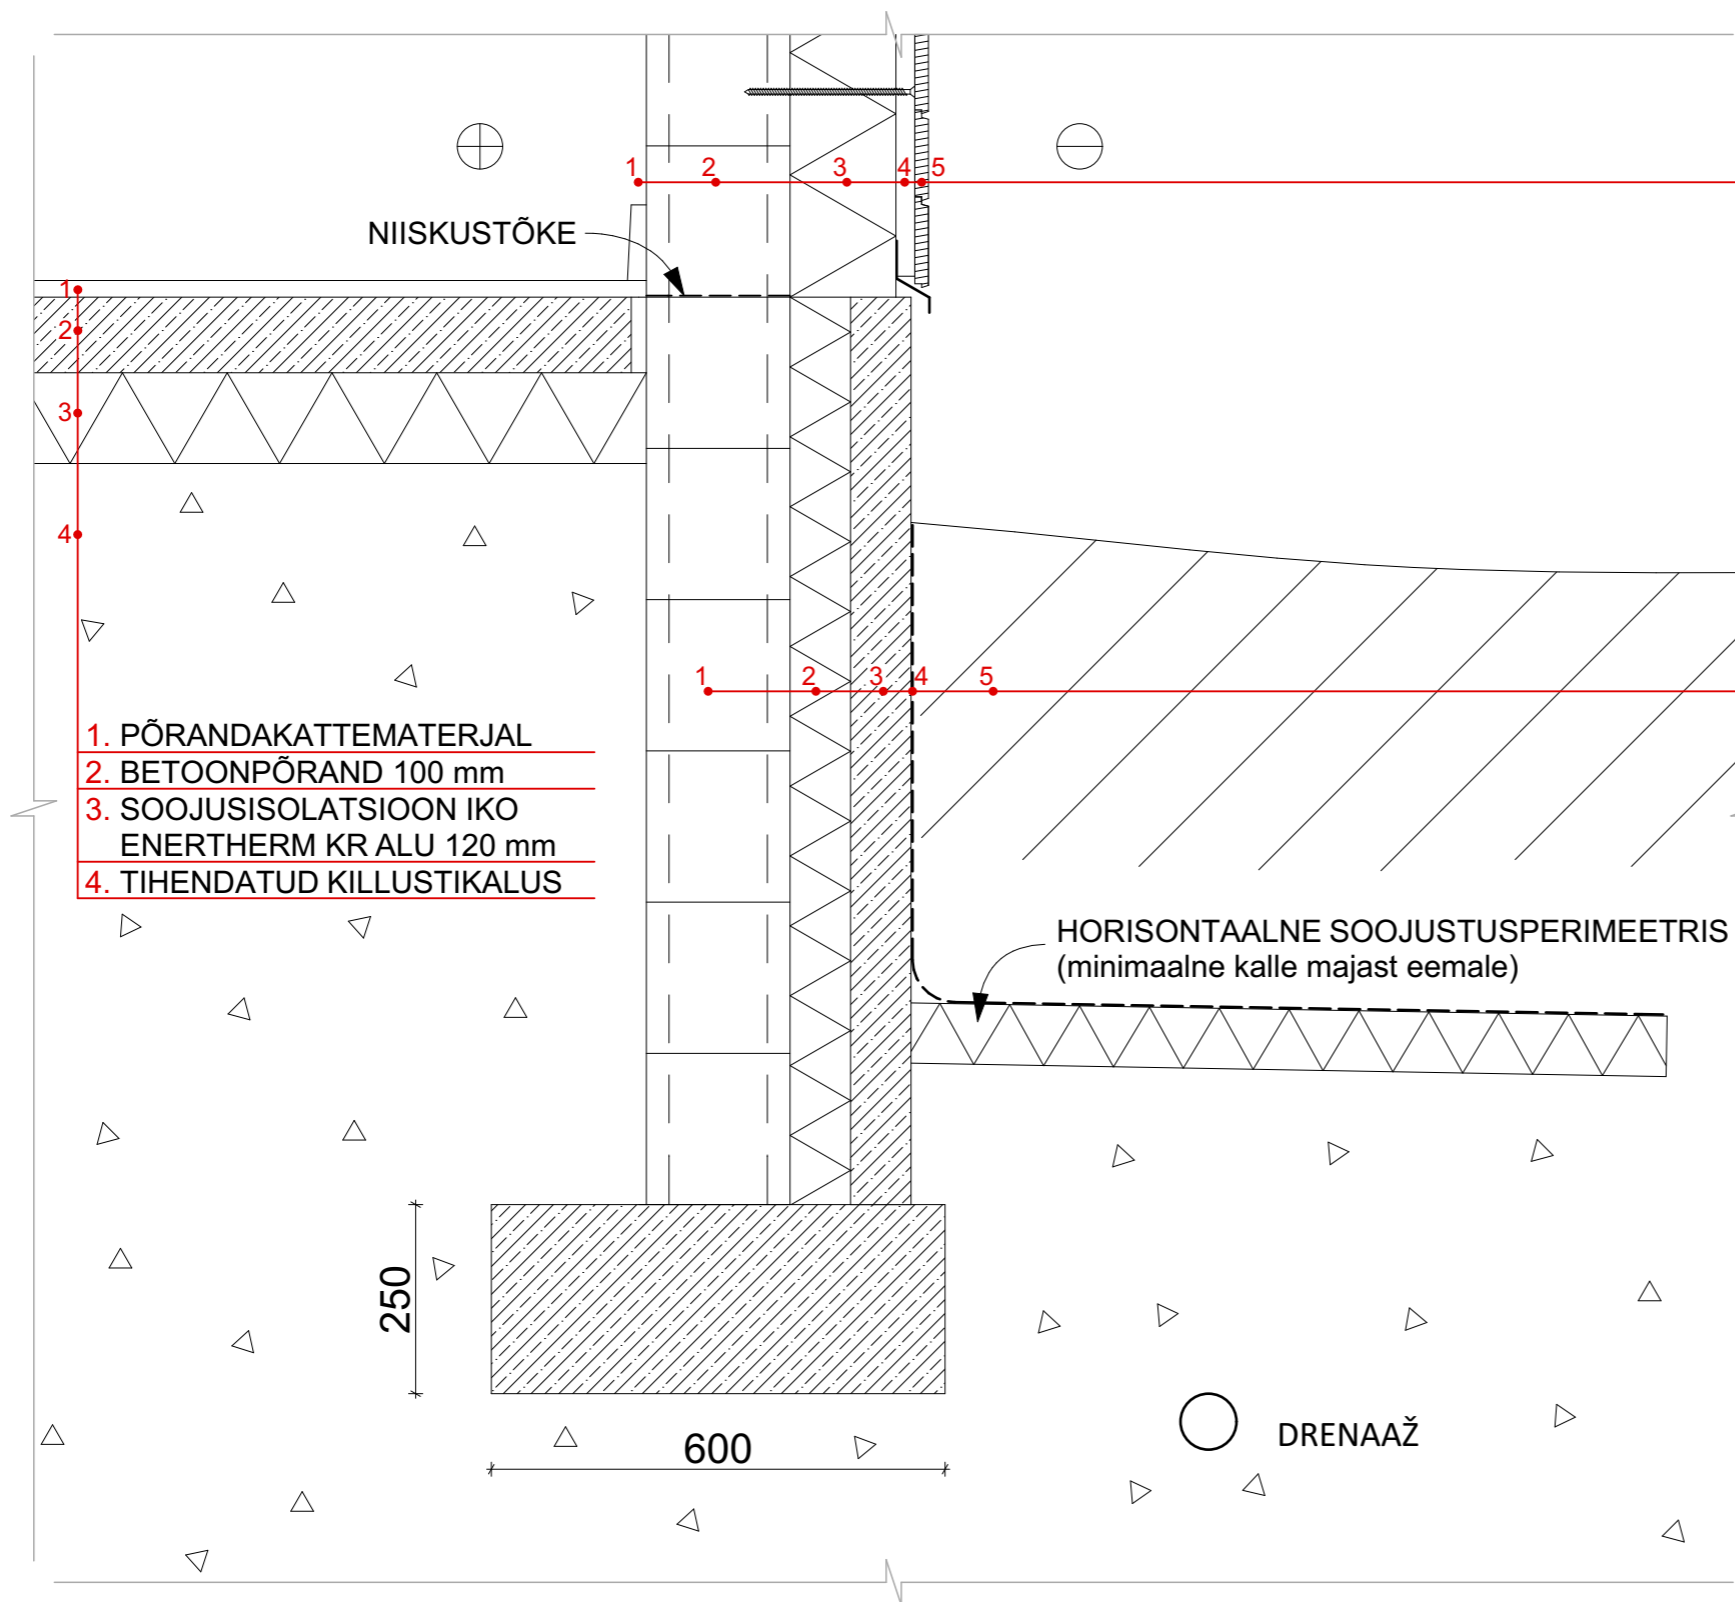 1 2 3 4 5
NIISKUSTÕKE
1
2
3
4
1 2 3 4 5
1. PÕRANDAKATTEMATERJAL
2. BETOONPÕRAND 100 mm
3. SOOJUSISOLATSIOON IKO
ENERTHERM KR ALU 120 mm
4. TIHENDATUD KILLUSTIKALUS
HORISONTAALNE SOOJUSTUSPERIMEETRIS
(minimaalne kalle majast eemale)
250
600
DRENAAŽ